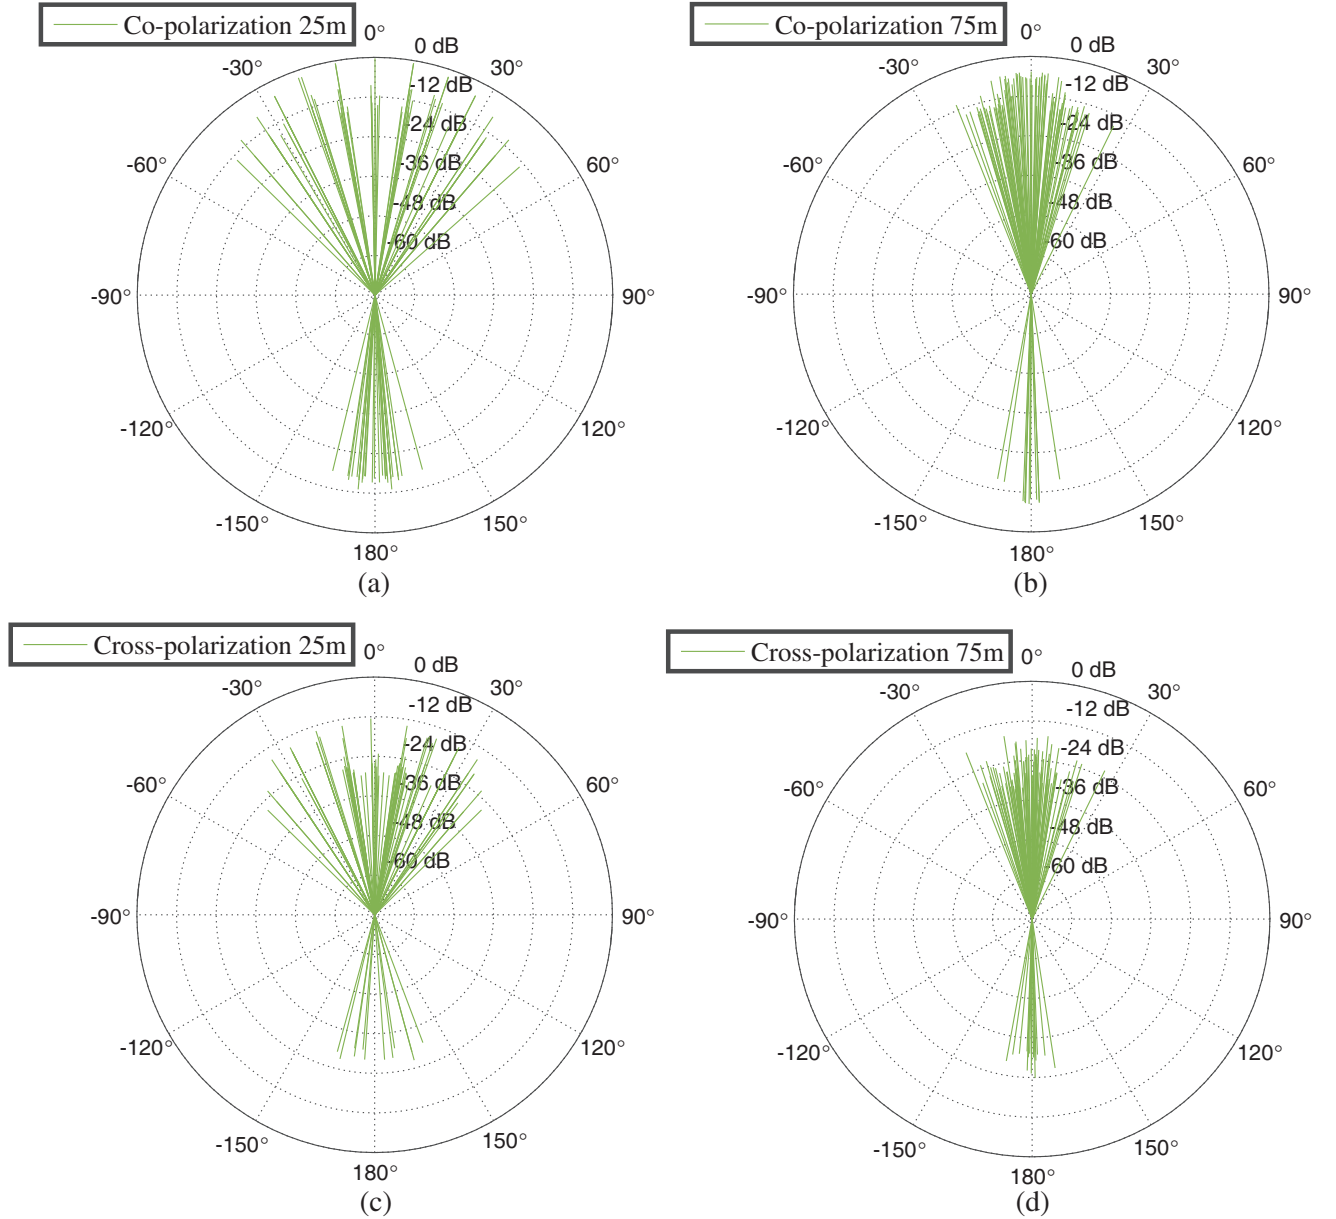 Co-polarization 25m
0°
0 dB
-30°
30°
-12 dB
-24 dB
-60°
-36 dB
60°
-48 dB
-60 dB
-90°
90°
-120°
120°
-150°
150°
180°
(a)
Co-polarization 75m
0°
0 dB
-30°
30°
-12 dB
-24 dB
-60°
-36 dB
60°
-48 dB
-60 dB
-90°
90°
-120°
120°
-150°
150°
180°
(b)
Cross-polarization 25m
0°
0 dB
-30°
30°
-12 dB
-24 dB
-60°
-36 dB
60°
-48 dB
-60 dB
-90°
90°
-120°
120°
-150°
150°
180°
(c)
Cross-polarization 75m
0°
0 dB
-30°
30°
-12 dB
-24 dB
-60°
-36 dB
60°
-48 dB
-60 dB
-90°
90°
-120°
120°
-150°
150°
180°
(d)